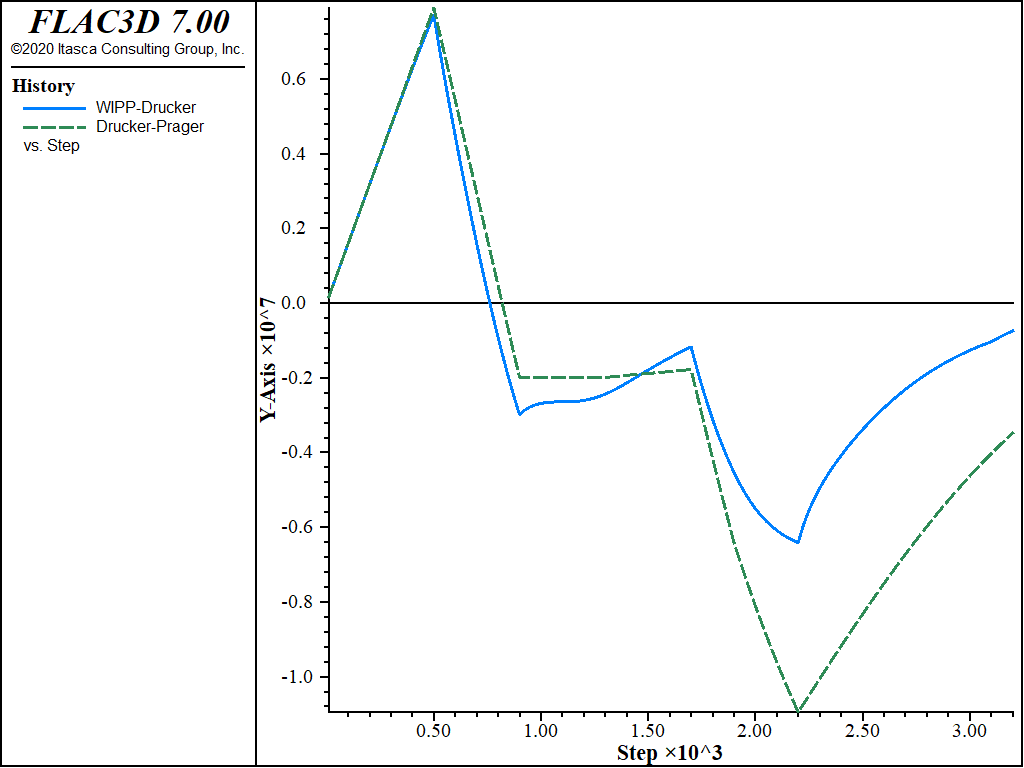 FLAC3D 7.00
©2020 Itasca Consulting Group, Inc.
History
WIPP-Drucker
Drucker-Prager
vs. Step
Y-Axis ×10^7
0.6
0.4
0.2
0.0
-0.2
-0.4
-0.6
-0.8
-1.0
0.50 1.00 1.50 2.00 2.50 3.00
Step ×10^3